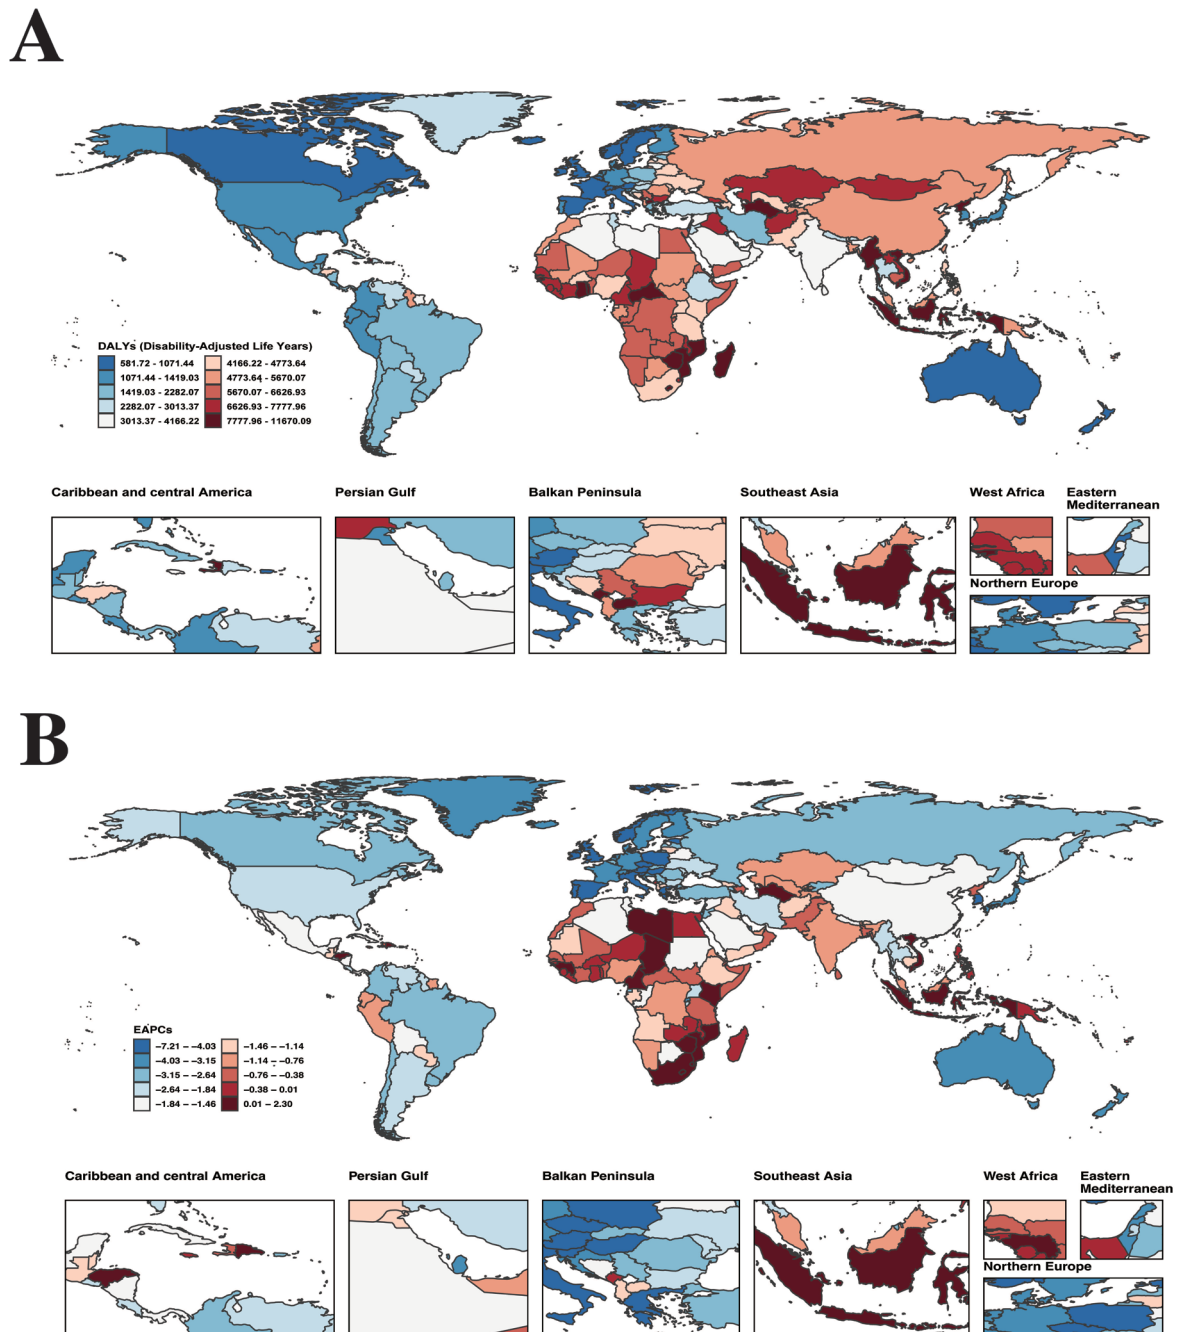 A
DALYs (Disability-Adjusted Life Years)
581.72 - 1071.44 4166.22 - 4773.64
1071.44 - 1419.03 4773.64 - 5670.07
1419.03 - 2282.07 5670.07 - 6626.93
2282.07 - 3013.37 6626.93 - 7777.96
3013.37 - 4166.22 7777.96 - 11670.09
Caribbean and central America Persian Gulf Balkan Peninsula Southeast Asia West Africa Eastern
Mediterranean
Northern Europe
B
EAPCs
−7.21 – −4.03 −1.46 – −1.14
−4.03 – −3.15 −1.14 – −0.76
−3.15 – −2.64 −0.76 – −0.38
−2.64 – −1.84 −0.38 – 0.01
−1.84 – −1.46 0.01 – 2.30
Caribbean and central America Persian Gulf Balkan Peninsula Southeast Asia West Africa Eastern
Mediterranean
Northern Europe